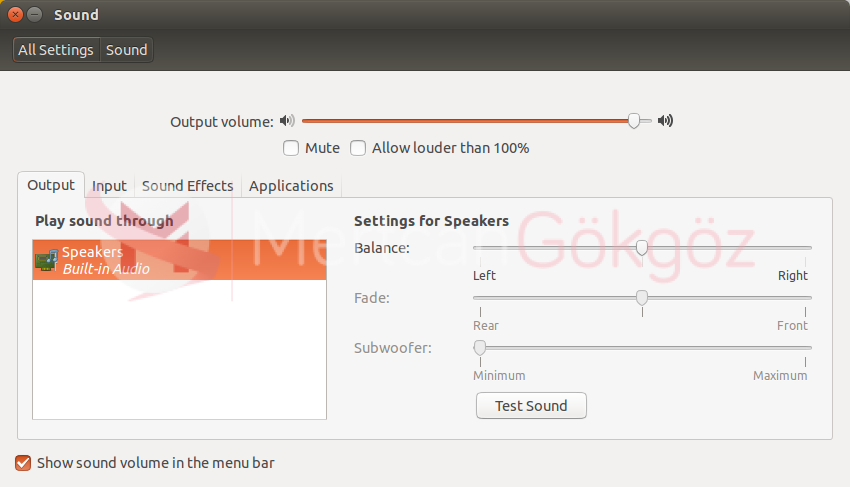 Sound
All Settings Sound
Output volume:
Mute Allow louder than 100%
Output Input Sound Effects Applications
Play sound through
Speakers
Built-in Audio
Settings for Speakers
Balance:
Left Right
Fade:
Rear Front
Subwoofer:
Minimum Maximum
Test Sound
Show sound volume in the menu bar
M MertcanGökgöz